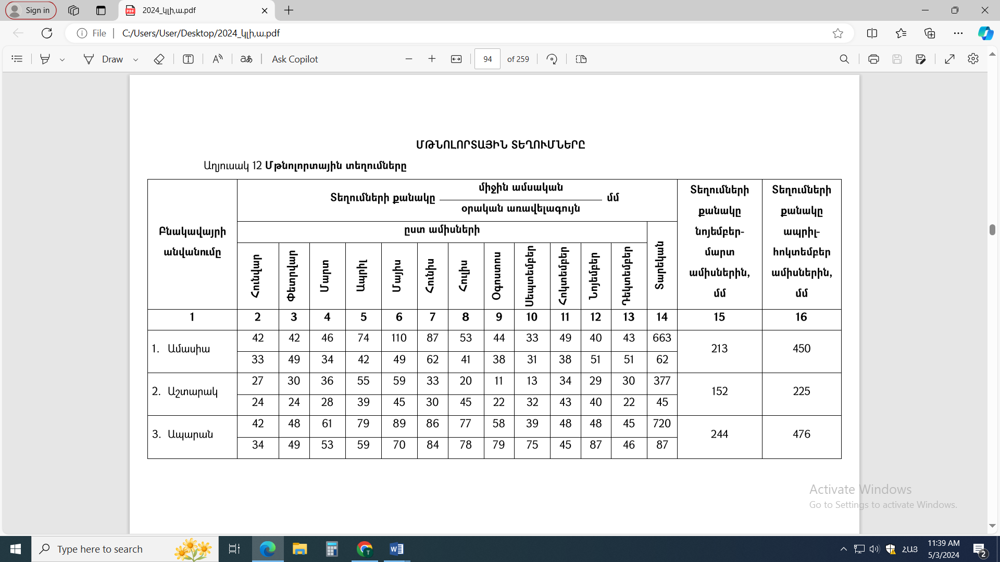 Sign in
2024_կլի,ա.pdf
File
C:/Users/User/Desktop/2024_կլի,ա.pdf
Draw
T
aあ
Ask Copilot
94
of 259
ՄԹՆՈԼՈՐՏԱՅԻՆ ՏԵՂՈՒՄՆԵՐԸ
Աղյուսակ 12 Մթնոլորտային տեղումները
Բնակավայրի անվանումը
Տեղումների քանակը միջին ամսական / օրական առավելագույն մմ
Տեղումների քանակը նոյեմբեր-մարտ ամիսներին, մմ
Տեղումների քանակը ապրիլ-հոկտեմբեր ամիսներին, մմ
ըստ ամիսների
Տարեկան
Հունվար Փետրվար Մարտ Ապրիլ Մայիս Հունիս Հուլիս Օգոստոս Սեպտեմբեր Հոկտեմբեր Նոյեմբեր Դեկտեմբեր
1 2 3 4 5 6 7 8 9 10 11 12 13 14 15 16
1. Ամասիա
42 42 46 74 110 87 53 44 33 49 40 43 663
213 450
33 49 34 42 49 62 41 38 31 38 51 51 62
2. Աշտարակ
27 30 36 55 59 33 20 11 13 34 29 30 377
152 225
24 24 28 39 45 30 45 22 32 43 40 22 45
3. Ապարան
42 48 61 79 89 86 77 58 39 48 48 45 720
244 476
34 49 53 59 70 84 78 79 75 45 87 46 87
Activate Windows
Go to Settings to activate Windows.
Type here to search
ՀԱՅ
11:39 AM
5/3/2024
2